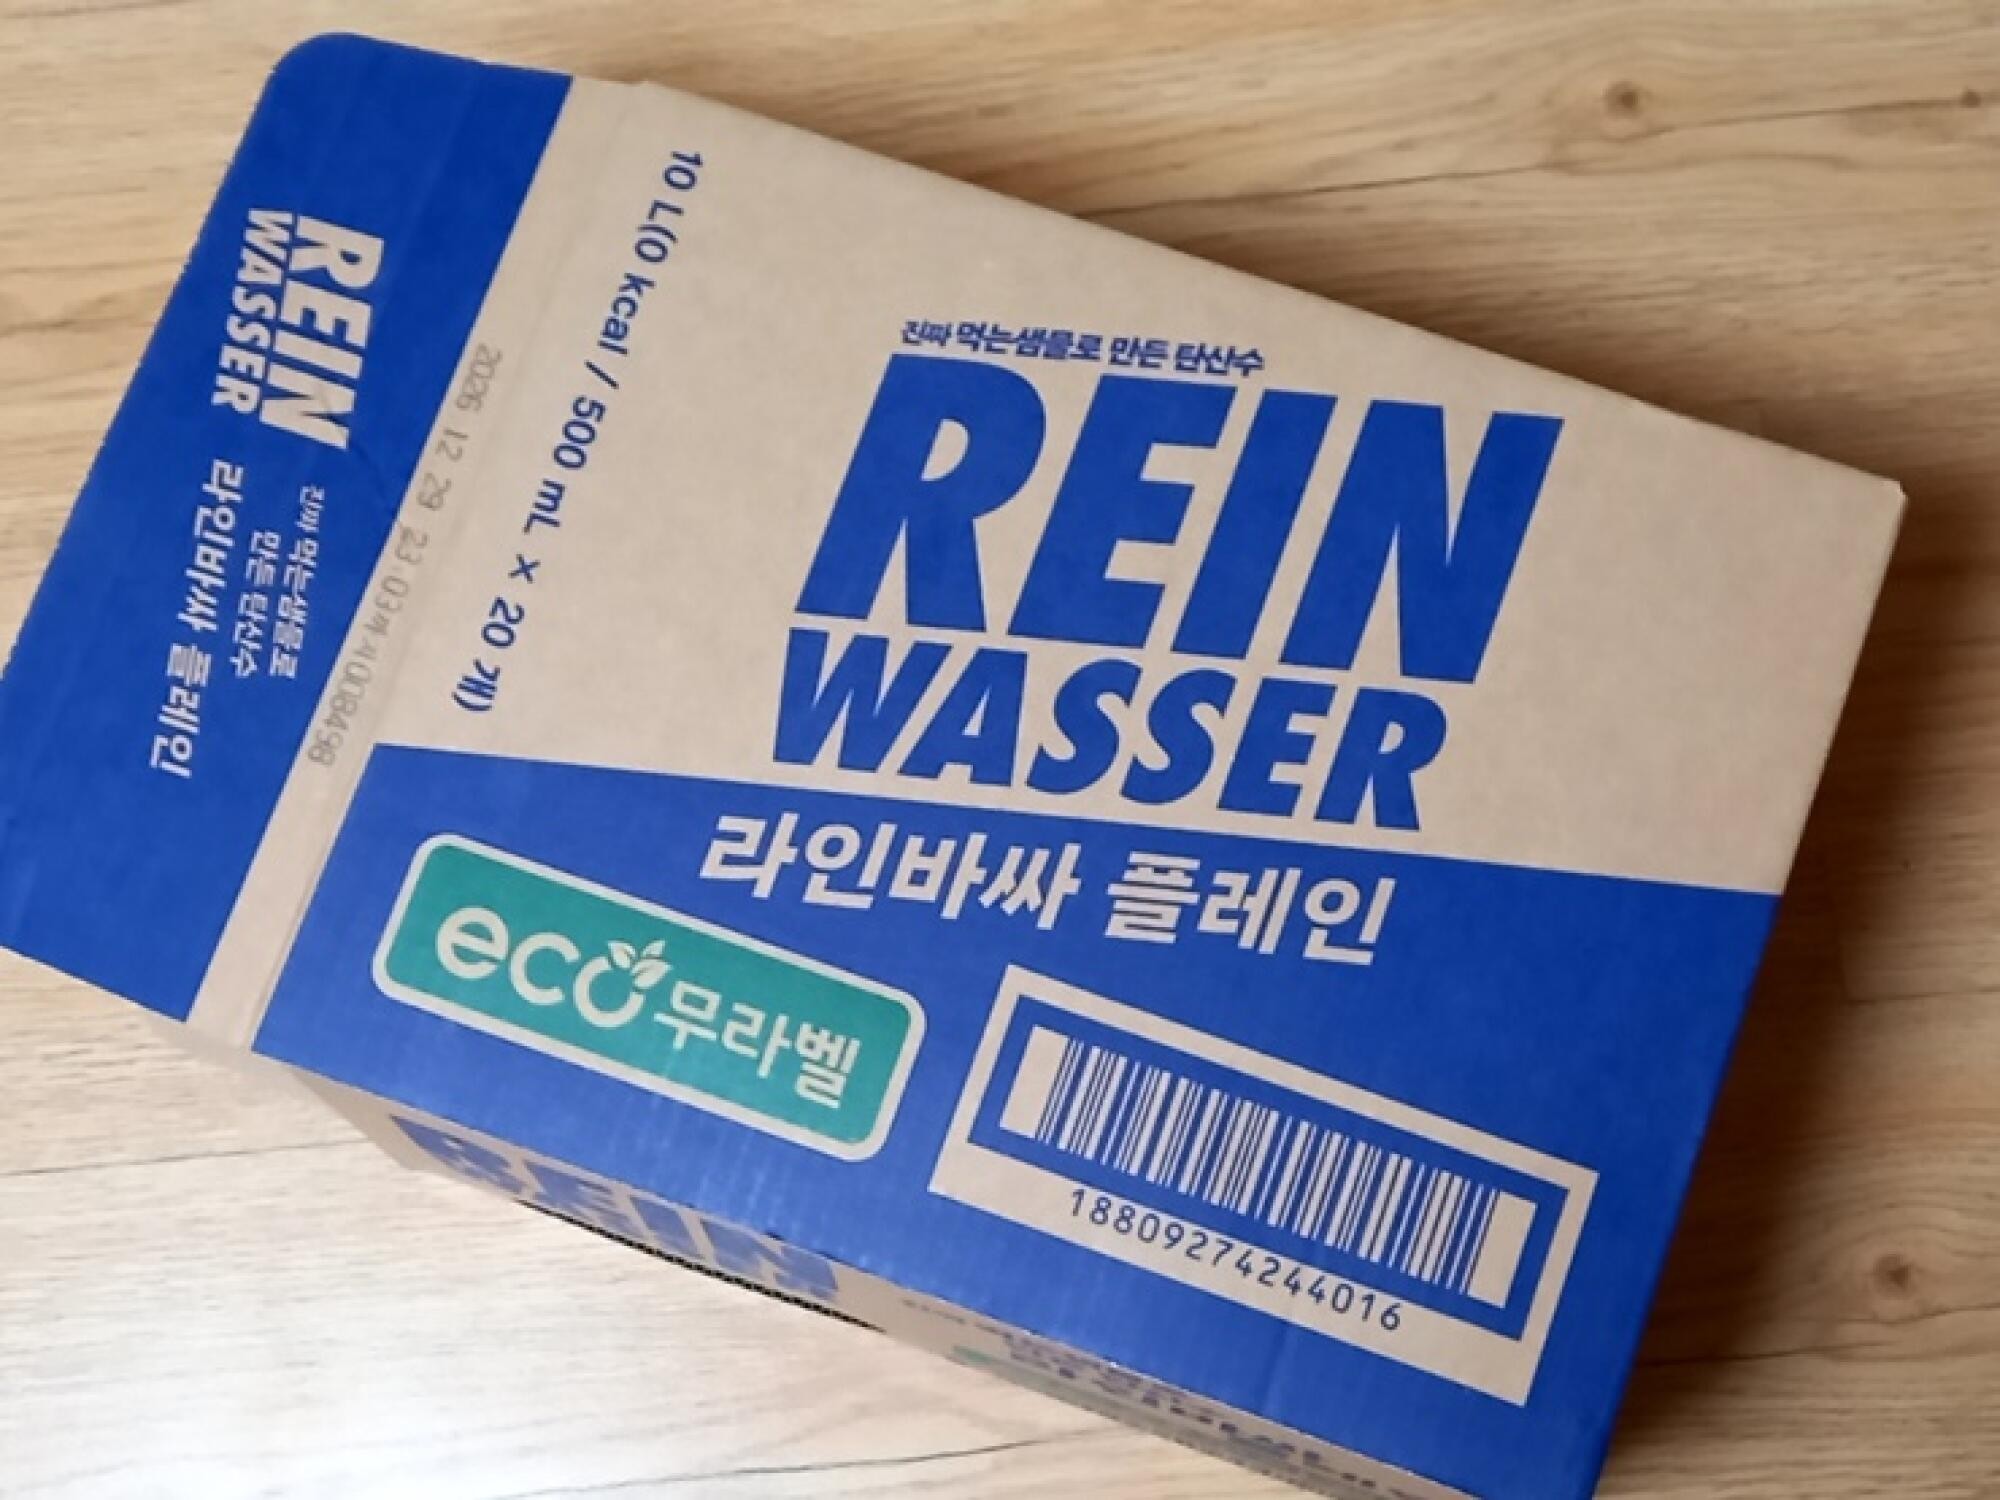 REIN
WASSER
진짜 먹는샘물로
만든 탄산수
라인바싸 플레인
10 L(0 kcal / 500 mL × 20 개)
진짜 먹는샘물로 만든 탄산수
REIN
WASSER
라인바싸 플레인
eco 무라벨
18809274244016